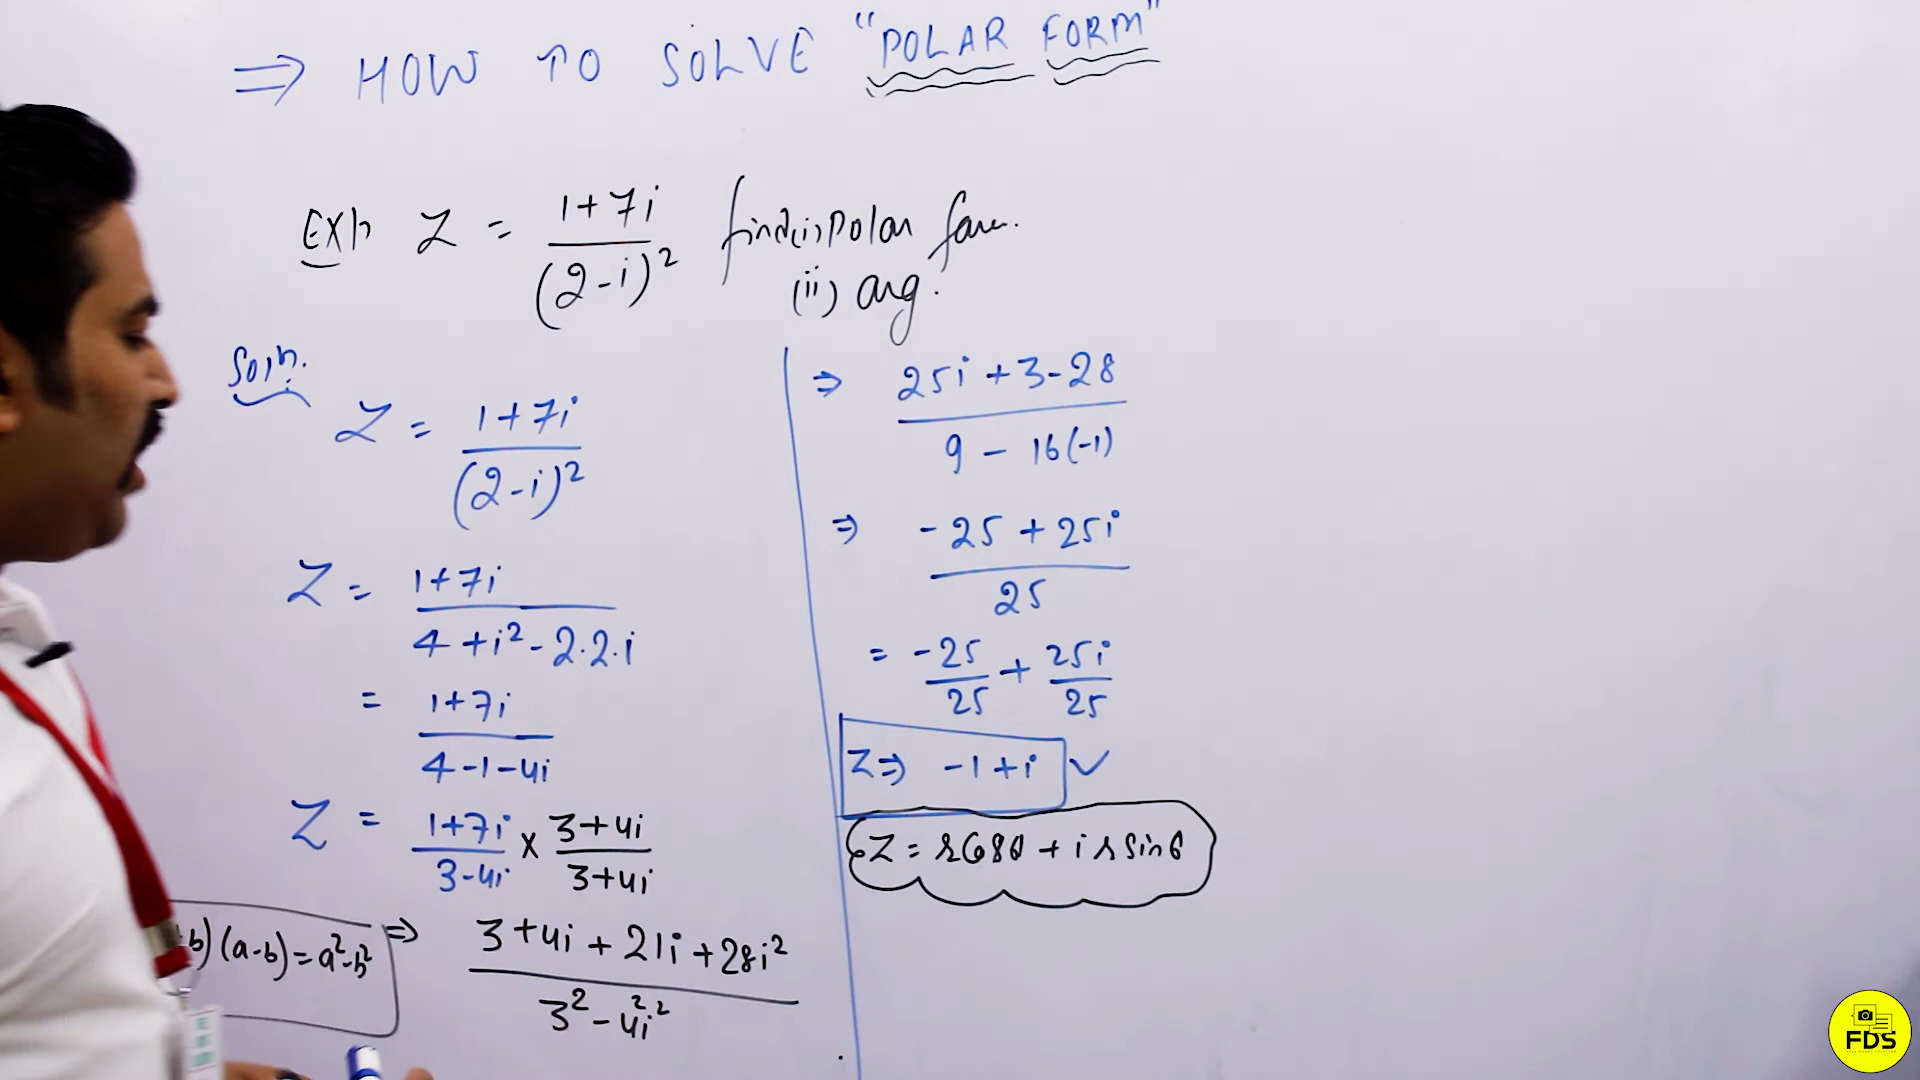 ⇒ HOW TO SOLVE "POLAR FORM"
Exh Z = 1+7i / (2-i)² find (i) Polar form.
(ii) arg.
Soln.
Z = 1+7i / (2-i)²
Z = 1+7i / 4+i²-2.2.i
= 1+7i / 4-1-4i
Z = 1+7i / 3-4i x 3+4i / 3+4i
b)(a-b)=a²-b²
⇒ 3+4i+21i+28i² / 3²-4²i²
⇒ 25i+3-28 / 9-16(-1)
⇒ -25+25i / 25
= -25/25 + 25i/25
Z⇒ -1+i ✓
Z = rcosθ + i r sinθ
FDS